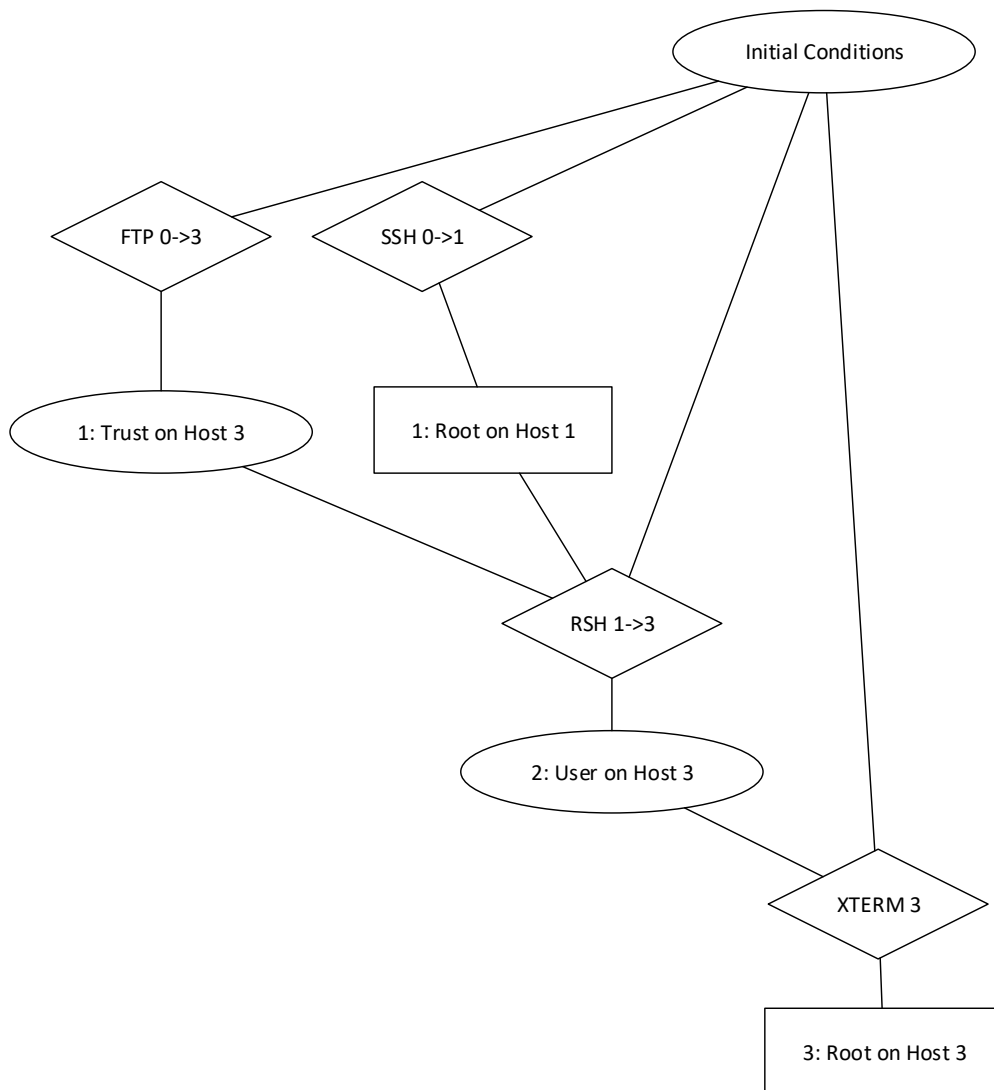 Initial Conditions
FTP 0->3
SSH 0->1
1: Trust on Host 3
1: Root on Host 1
RSH 1->3
2: User on Host 3
XTERM 3
3: Root on Host 3